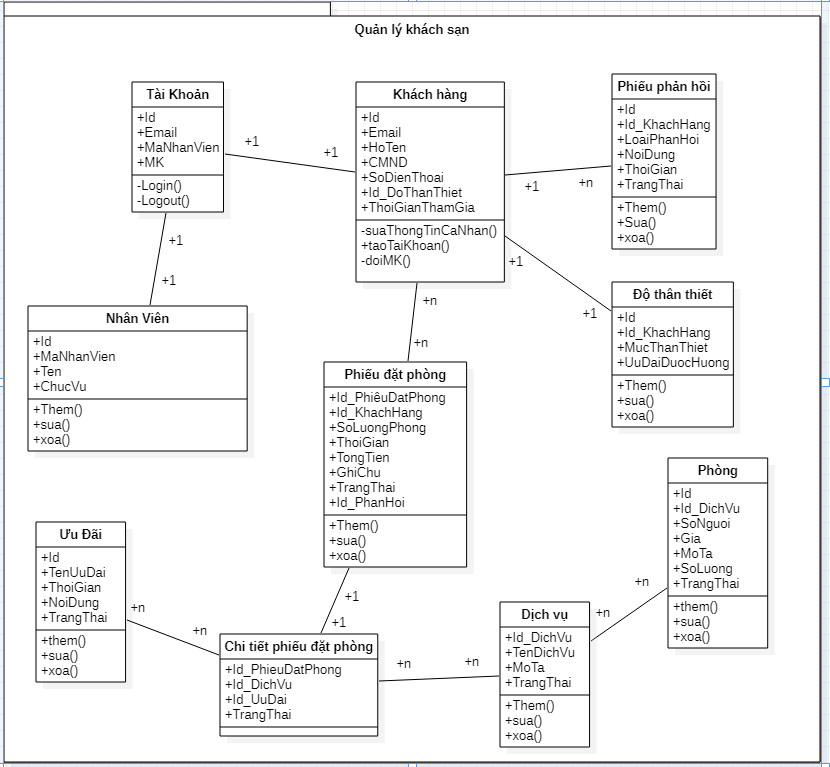 Quản lý khách sạn
Tài Khoản
+Id
+Email
+MaNhanVien
+MK
-Login()
-Logout()
+1
+1
Khách hàng
+Id
+Email
+HoTen
+CMND
+SoDienThoai
+Id_DoThanThiet
+ThoiGianThamGia
-suaThongTinCaNhan()
+taoTaiKhoan()
-doiMK()
+1
+n
Phiếu phản hồi
+Id
+Id_KhachHang
+LoaiPhanHoi
+NoiDung
+ThoiGian
+TrangThai
+Them()
+Sua()
+xoa()
+1
+1
Nhân Viên
+Id
+MaNhanVien
+Ten
+ChucVu
+Them()
+sua()
+xoa()
+1
+1
Độ thân thiết
+Id
+Id_KhachHang
+MucThanThiet
+UuDaiDuocHuong
+Them()
+sua()
+xoa()
+n
+n
Phiếu đặt phòng
+Id_PhiêuDatPhong
+Id_KhachHang
+SoLuongPhong
+ThoiGian
+TongTien
+GhiChu
+TrangThai
+Id_PhanHoi
+Them()
+sua()
+xoa()
Phòng
+Id
+Id_DichVu
+SoNguoi
+Gia
+MoTa
+SoLuong
+TrangThai
+them()
+sua()
+xoa()
Ưu Đãi
+Id
+TenUuDai
+ThoiGian
+NoiDung
+TrangThai
+them()
+sua()
+xoa()
+n
+n
+1
+1
Chi tiết phiếu đặt phòng
+Id_PhieuDatPhong
+Id_DichVu
+Id_UuDai
+TrangThai
+n
+n
Dịch vụ
+Id_DichVu
+TenDichVu
+MoTa
+TrangThai
+Them()
+sua()
+xoa()
+n
+n